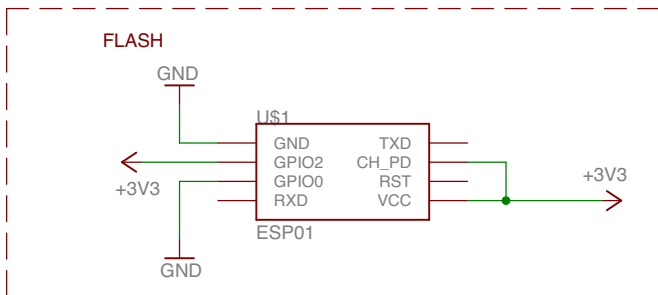 FLASH
GND
U$1
GND TXD
GPIO2 CH_PD
+3V3 GPIO0 RST +3V3
RXD VCC
ESP01
GND